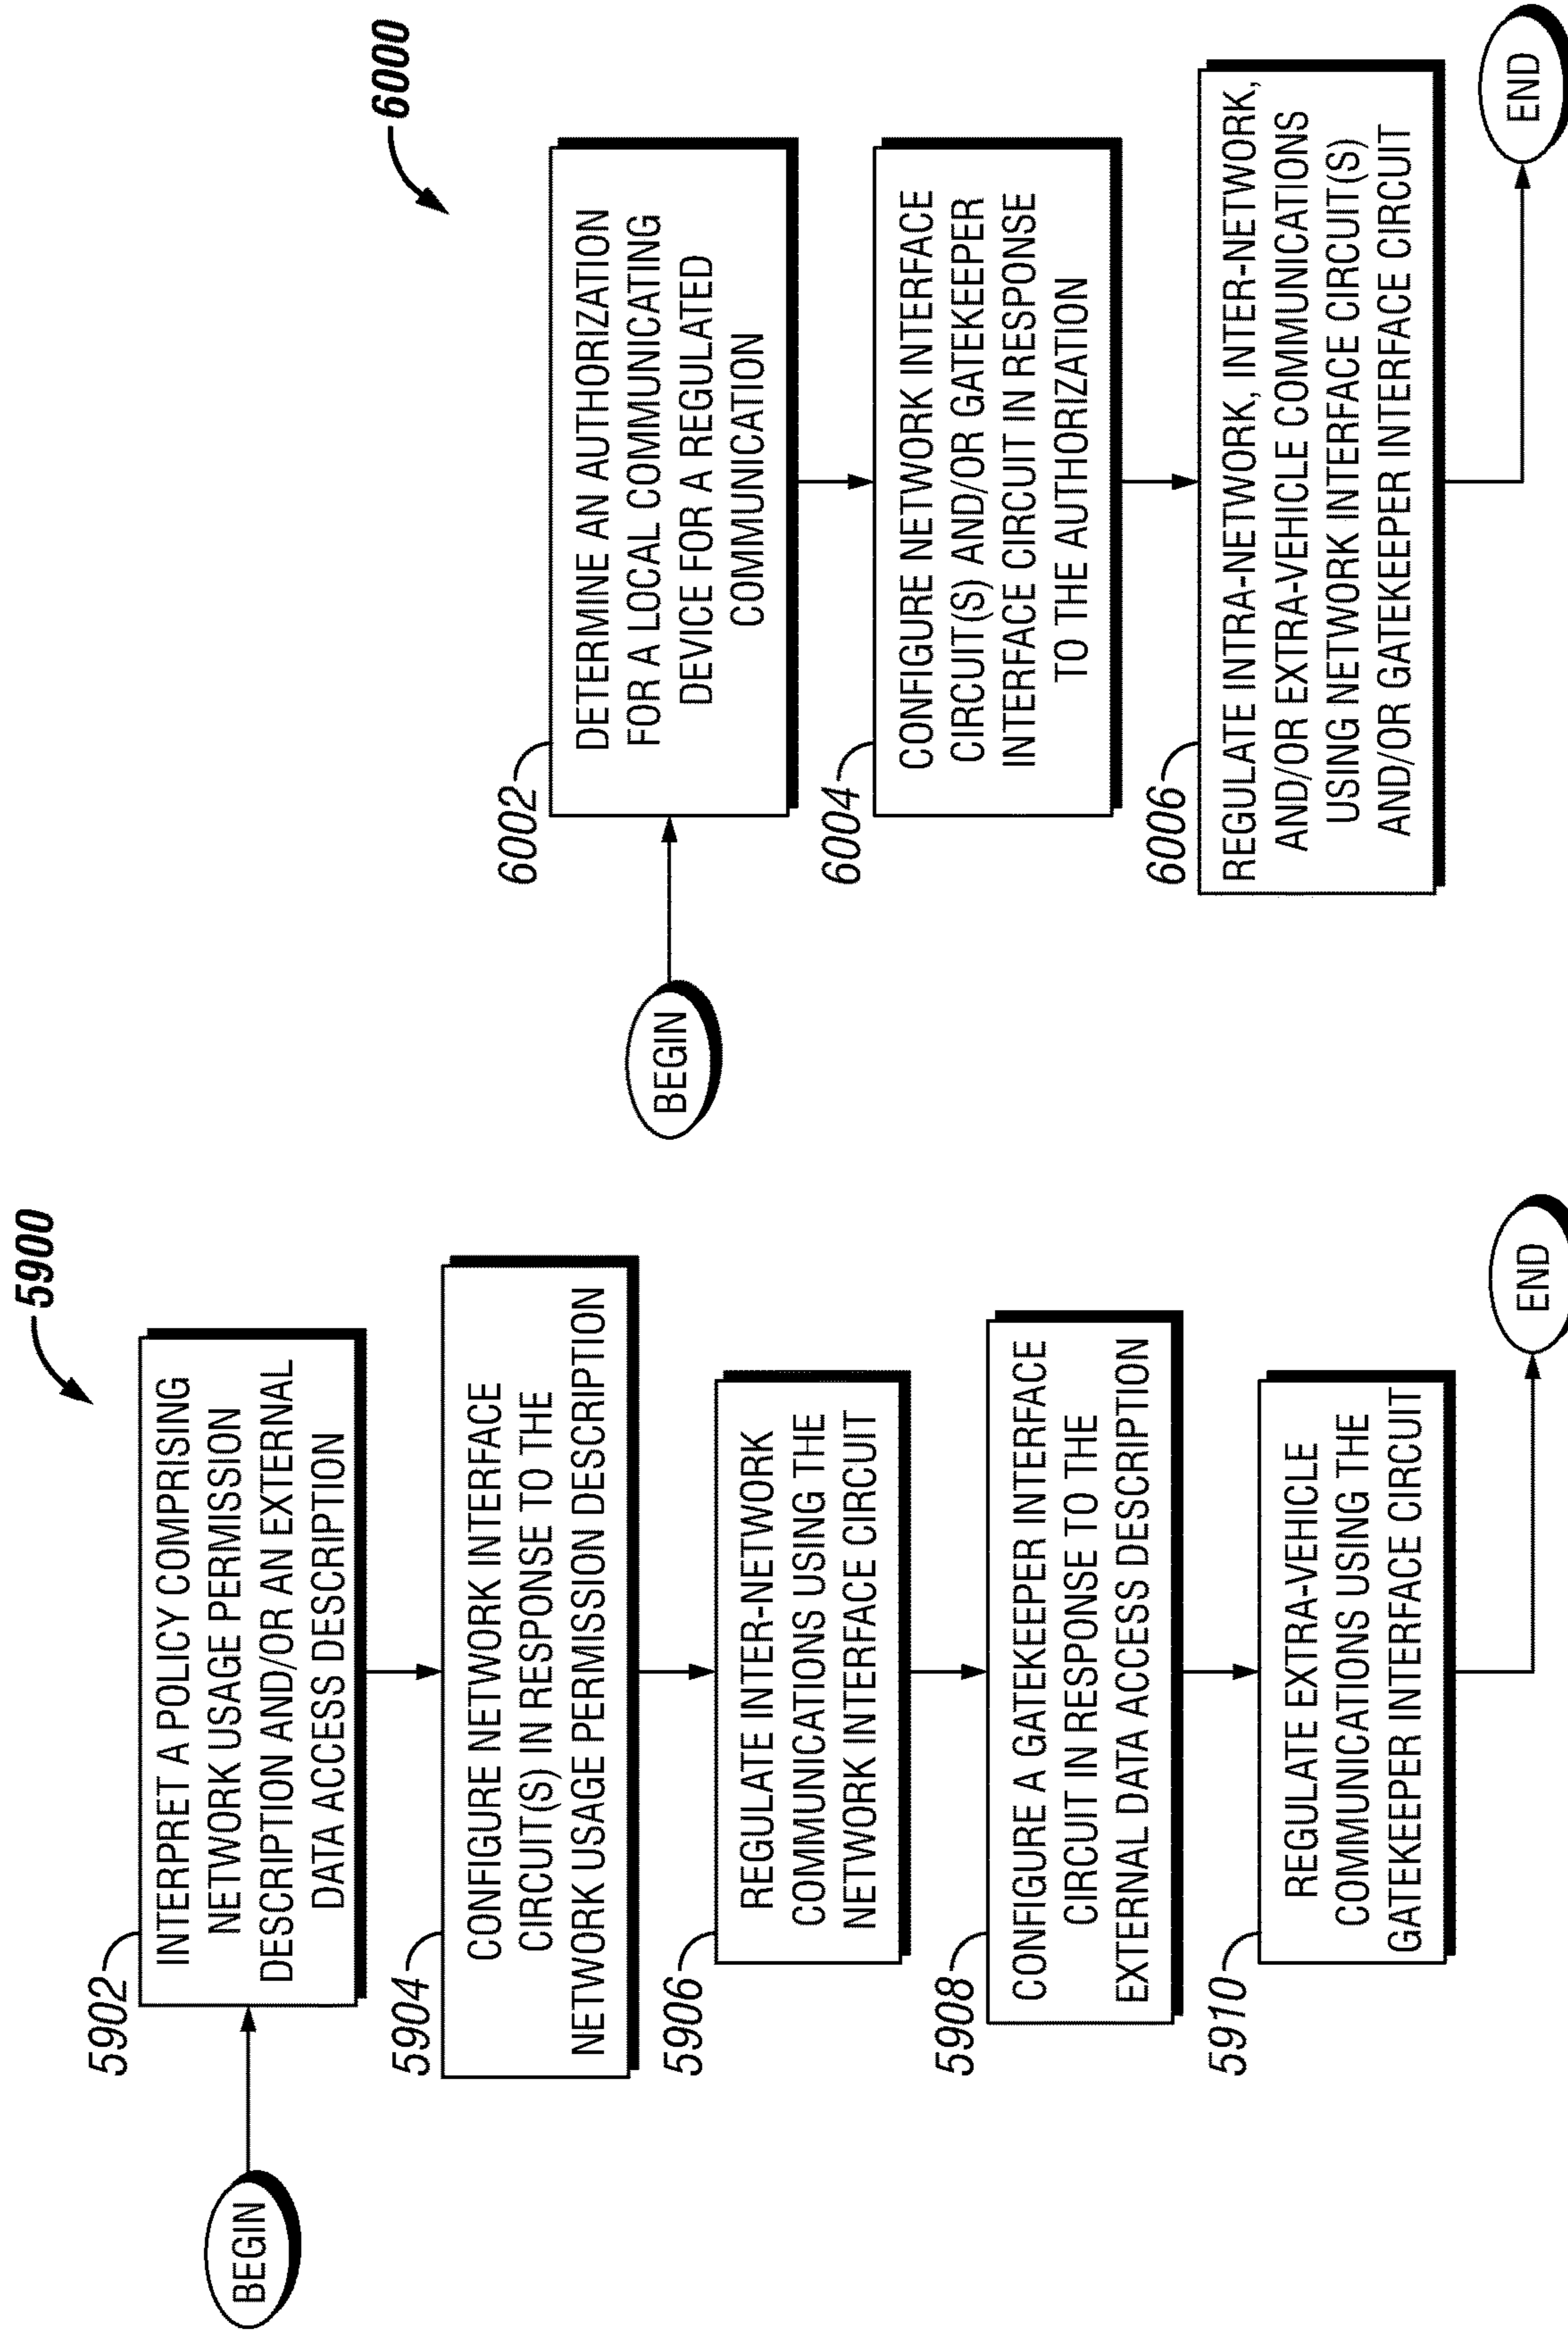 5900
BEGIN
5902
INTERPRET A POLICY COMPRISING
NETWORK USAGE PERMISSION
DESCRIPTION AND/OR AN EXTERNAL
DATA ACCESS DESCRIPTION
5904
CONFIGURE NETWORK INTERFACE
CIRCUIT(S) IN RESPONSE TO THE
NETWORK USAGE PERMISSION DESCRIPTION
5906
REGULATE INTER-NETWORK
COMMUNICATIONS USING THE
NETWORK INTERFACE CIRCUIT
5908
CONFIGURE A GATEKEEPER INTERFACE
CIRCUIT IN RESPONSE TO THE
EXTERNAL DATA ACCESS DESCRIPTION
5910
REGULATE EXTRA-VEHICLE
COMMUNICATIONS USING THE
GATEKEEPER INTERFACE CIRCUIT
END
6000
BEGIN
6002
DETERMINE AN AUTHORIZATION
FOR A LOCAL COMMUNICATING
DEVICE FOR A REGULATED
COMMUNICATION
6004
CONFIGURE NETWORK INTERFACE
CIRCUIT(S) AND/OR GATEKEEPER
INTERFACE CIRCUIT IN RESPONSE
TO THE AUTHORIZATION
6006
REGULATE INTRA-NETWORK, INTER-NETWORK,
AND/OR EXTRA-VEHICLE COMMUNICATIONS
USING NETWORK INTERFACE CIRCUIT(S)
AND/OR GATEKEEPER INTERFACE CIRCUIT
END